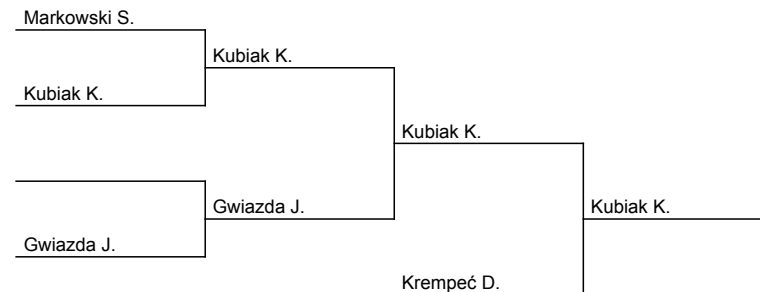 Markowski S.
Kubiak K.
Kubiak K.
Kubiak K.
Gwiazda J.
Kubiak K.
Gwiazda J.
Krempeć D.